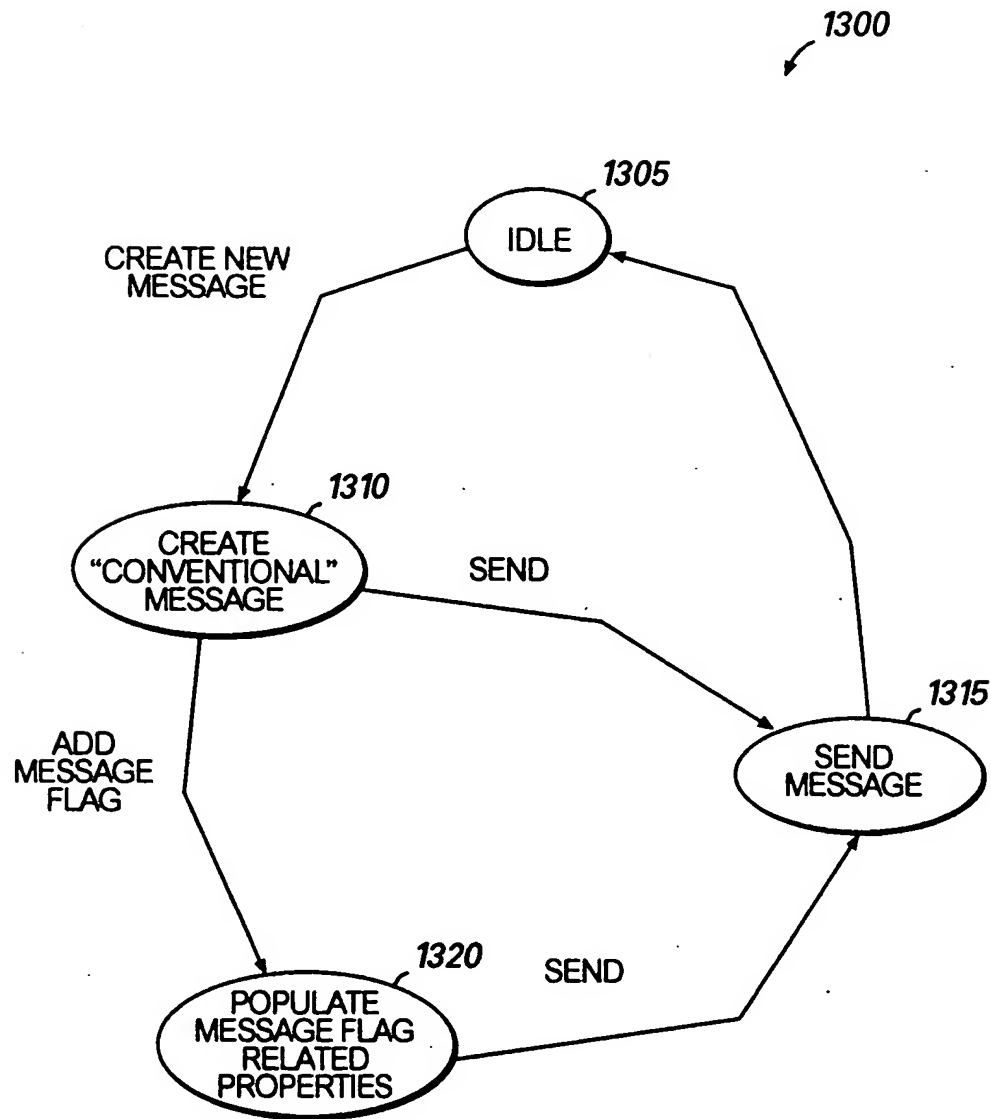 1300
1305
IDLE
CREATE NEW
MESSAGE
1310
CREATE
“CONVENTIONAL”
MESSAGE
SEND
1315
SEND
MESSAGE
ADD
MESSAGE
FLAG
1320
POPULATE
MESSAGE FLAG
RELATED
PROPERTIES
SEND